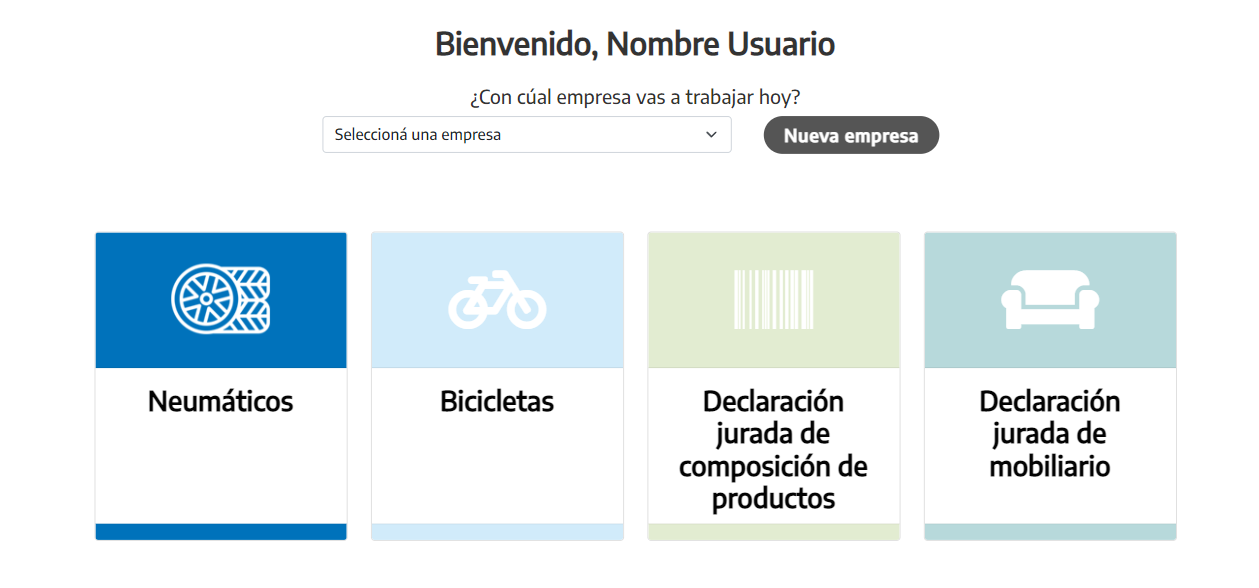 Bienvenido, Nombre Usuario
¿Con cúal empresa vas a trabajar hoy?
Seleccioná una empresa
Nueva empresa
Neumáticos
Bicicletas
Declaración
jurada de
composición de
productos
Declaración
jurada de
mobiliario